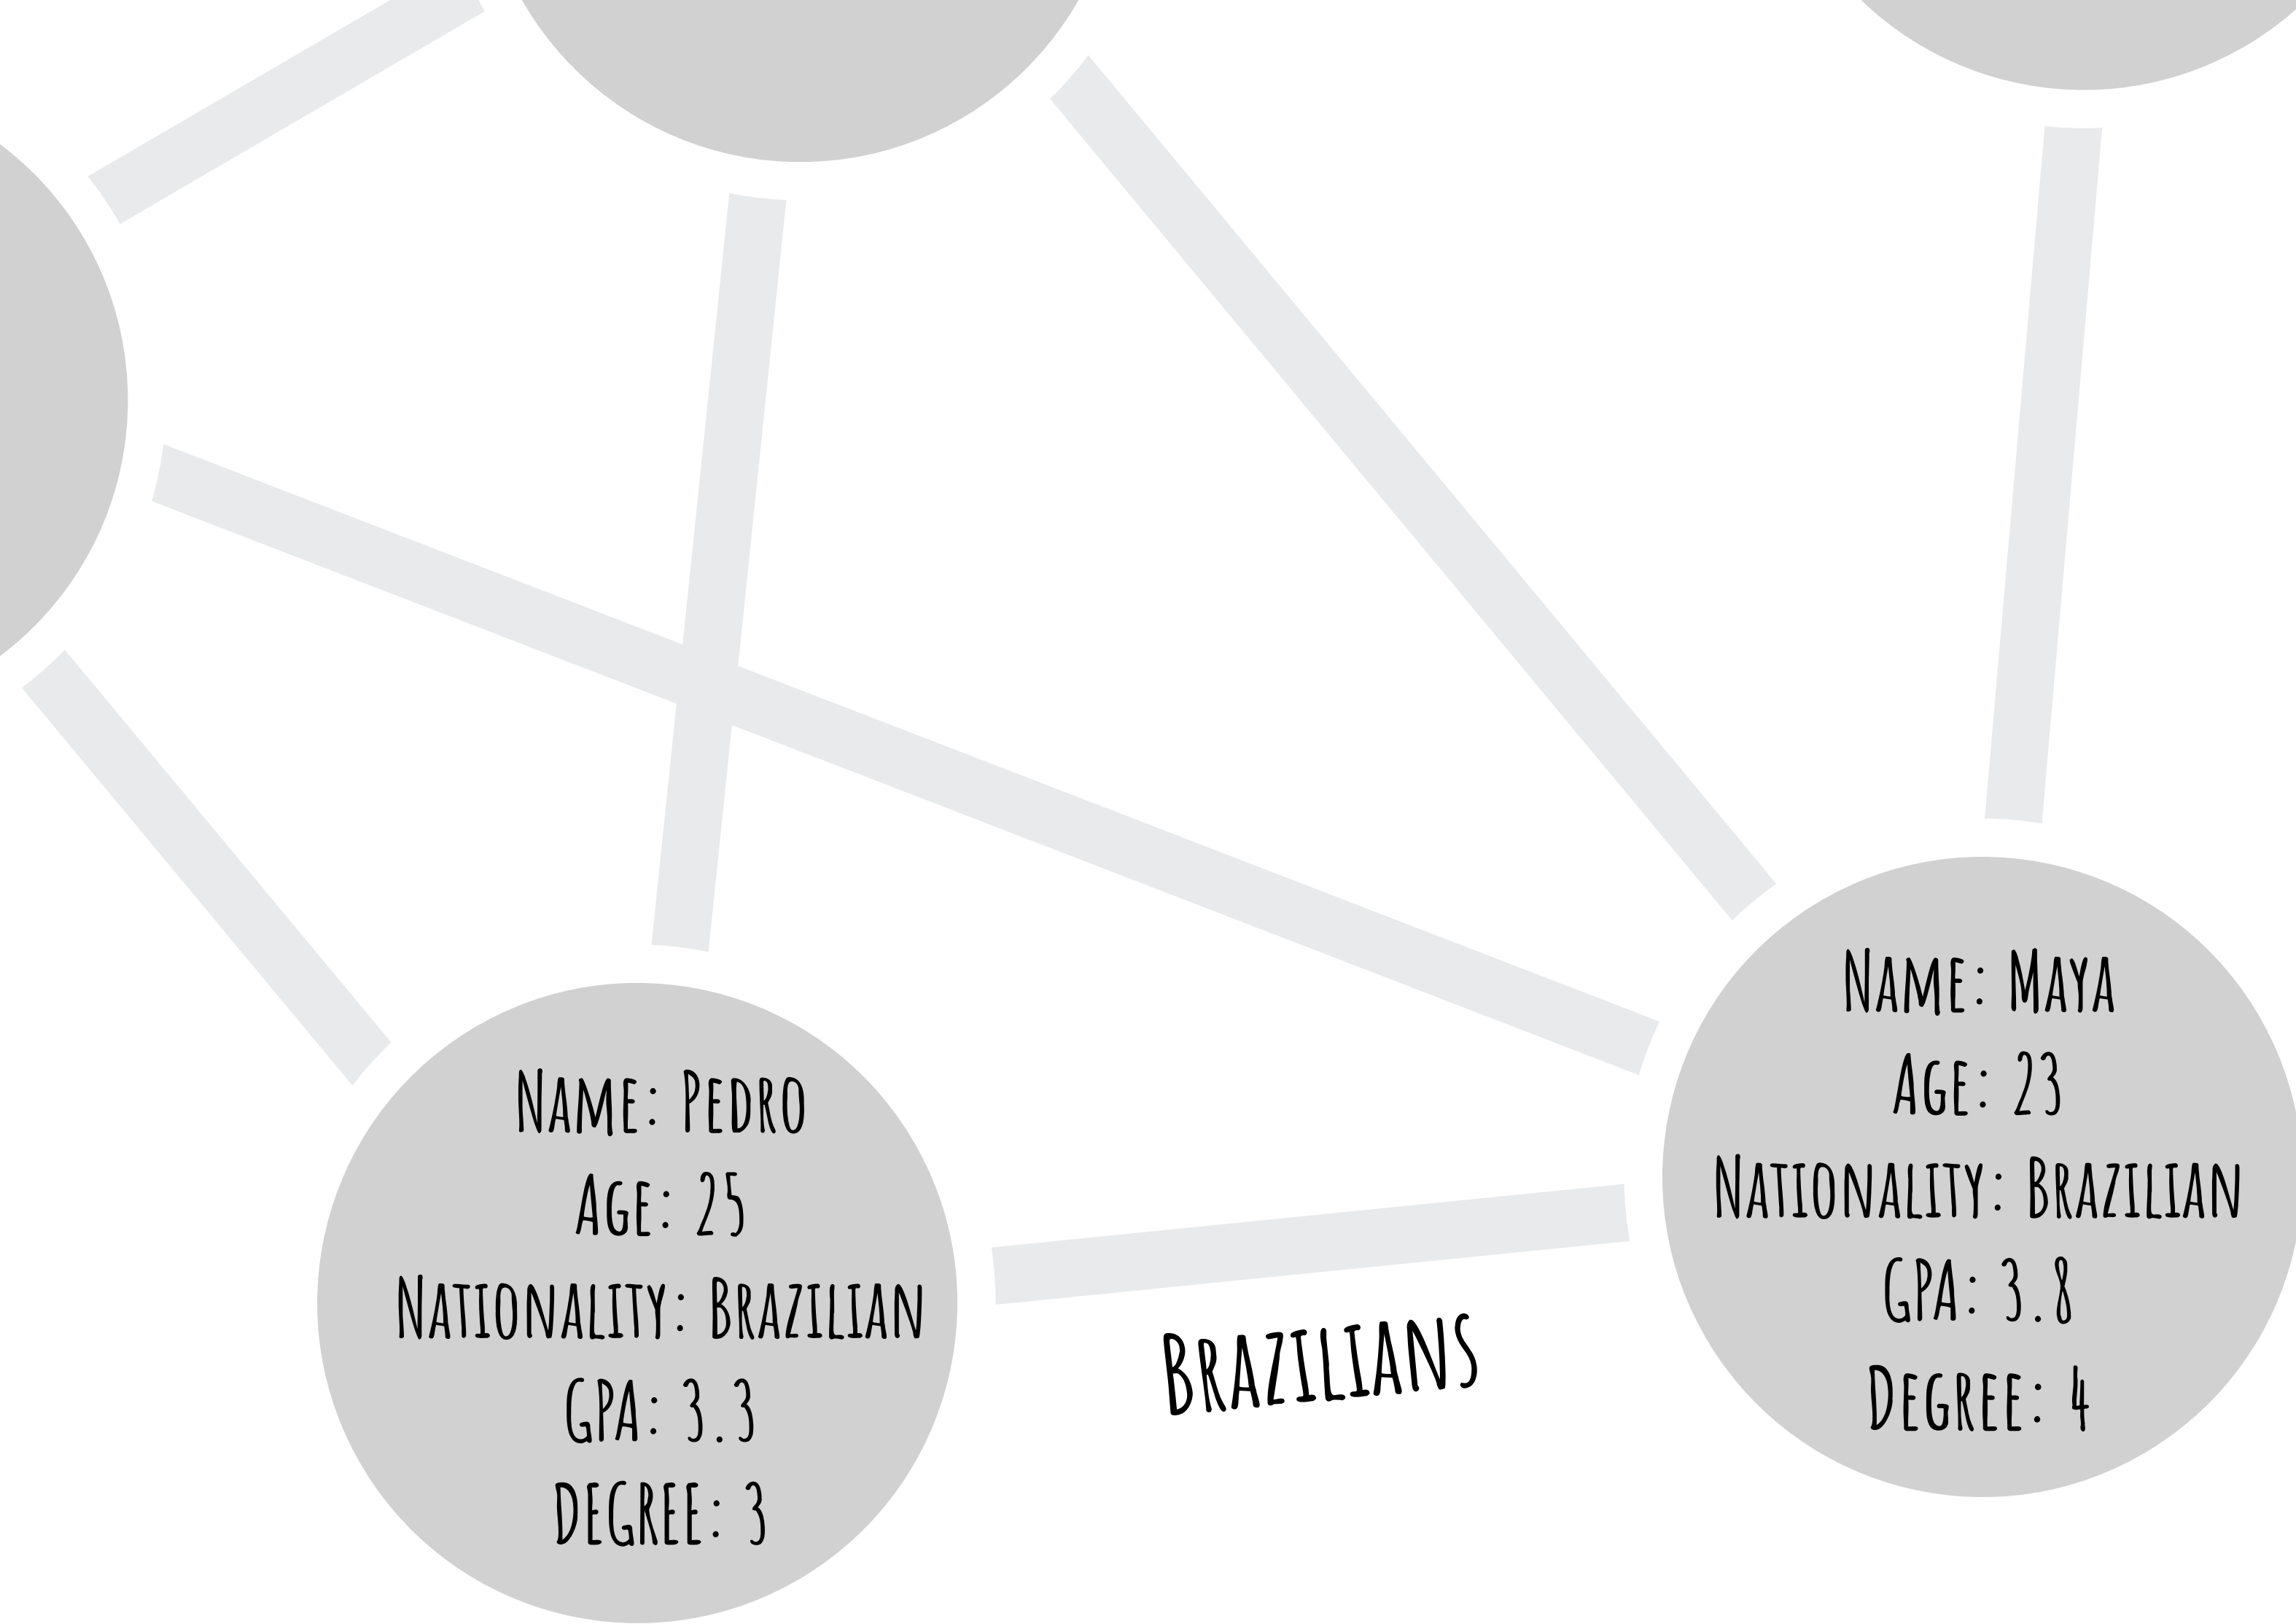 Name: Pedro
Age: 25
Nationality: Brazilian
GPA: 3.3
Degree: 3
Brazilians
Name: Maya
Age: 23
Nationality: Brazilian
GPA: 3.8
Degree: 4